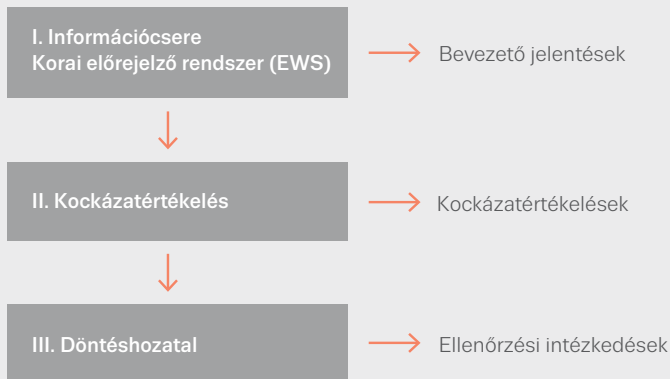 I. Információcsere
Korai előrejelző rendszer (EWS)
Bevezető jelentések
II. Kockázatértékelés
Kockázatértékelések
III. Döntéshozatal
Ellenőrzési intézkedések